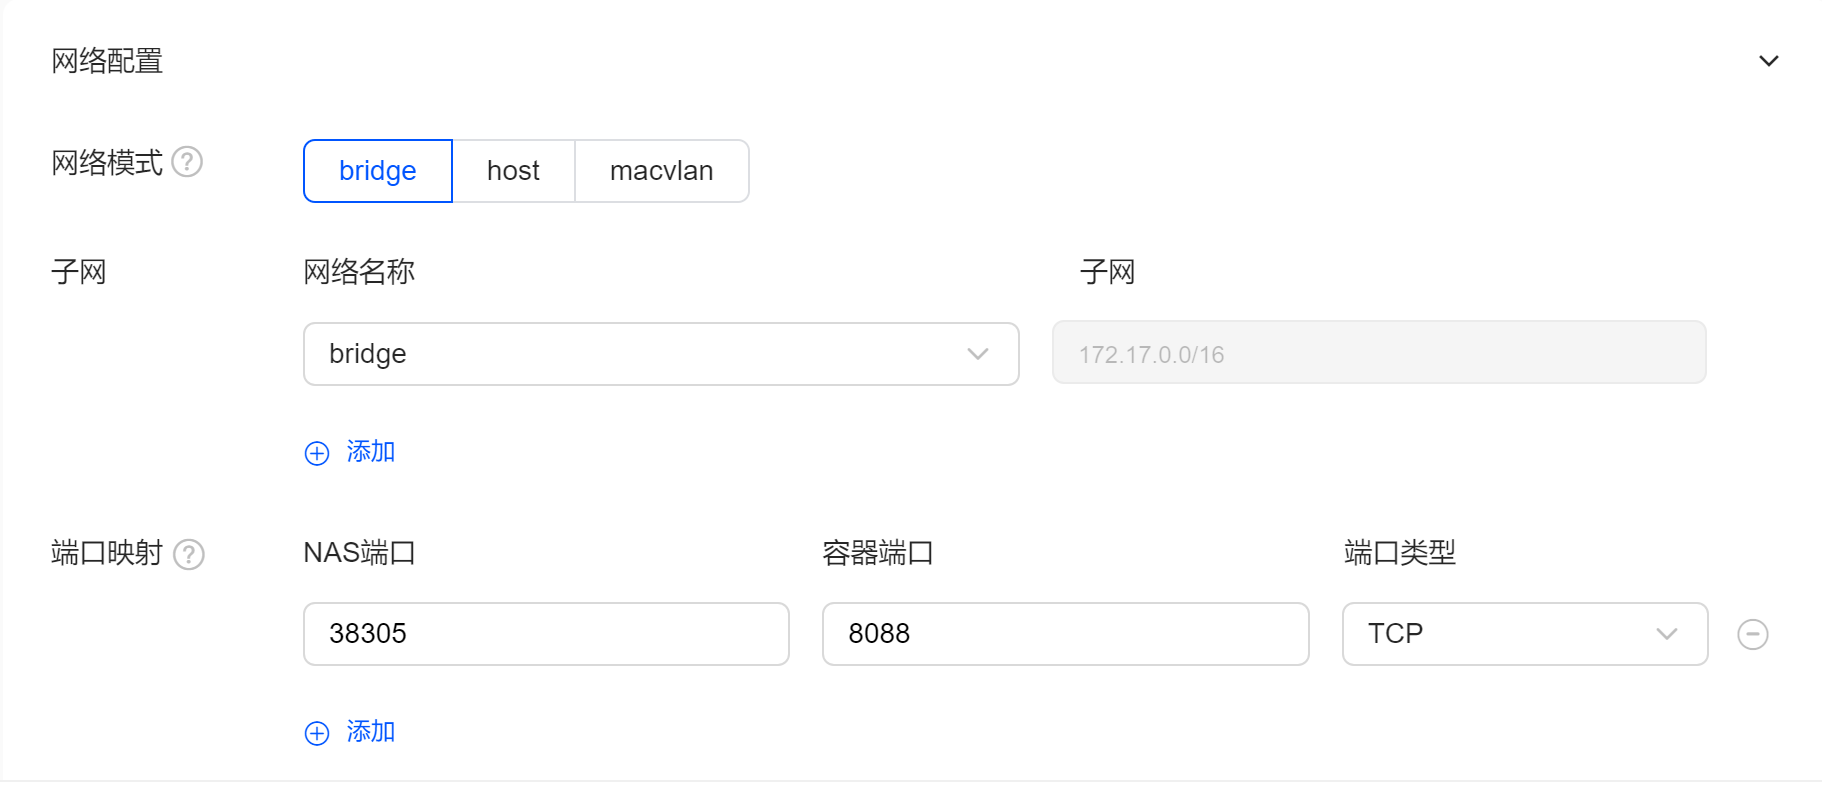 网络配置
网络模式 ?
bridge host macvlan
子网 网络名称 子网
bridge 172.17.0.0/16
添加
端口映射 ? NAS端口 容器端口 端口类型
38305 8088 TCP
添加